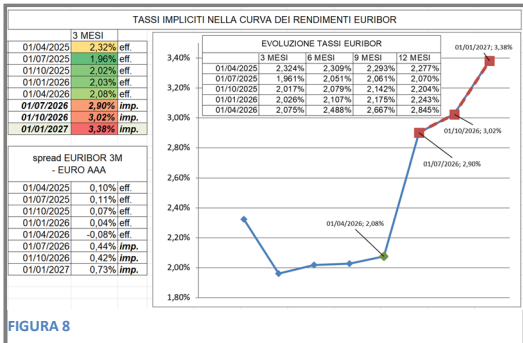 TASSI IMPLICITI NELLA CURVA DEI RENDIMENTI EURIBOR
3 MESI
01/04/2025 2,32% eff.
01/07/2025 1,96% eff.
01/10/2025 2,02% eff.
01/01/2026 2,03% eff.
01/04/2026 2,08% eff.
01/07/2026 2,90% imp.
01/10/2026 3,02% imp.
01/01/2027 3,38% imp.
spread EURIBOR 3M
- EURO AAA
01/04/2025 0,10% eff.
01/07/2025 0,11% eff.
01/10/2025 0,07% eff.
01/01/2026 0,04% eff.
01/04/2026 -0,08% eff.
01/07/2026 0,44% imp.
01/10/2026 0,42% imp.
01/01/2027 0,73% imp.
EVOLUZIONE TASSI EURIBOR
3 MESI 6 MESI 9 MESI 12 MESI
01/04/2025 2,324% 2,309% 2,293% 2,277%
01/07/2025 1,961% 2,051% 2,061% 2,070%
01/10/2025 2,017% 2,079% 2,142% 2,204%
01/01/2026 2,026% 2,107% 2,175% 2,243%
01/04/2026 2,075% 2,488% 2,667% 2,845%
3,40%
3,20%
3,00%
2,80%
2,60%
2,40%
2,20%
2,00%
1,80%
01/01/2027; 3,38%
01/10/2026; 3,02%
01/07/2026; 2,90%
01/04/2026; 2,08%
FIGURA 8